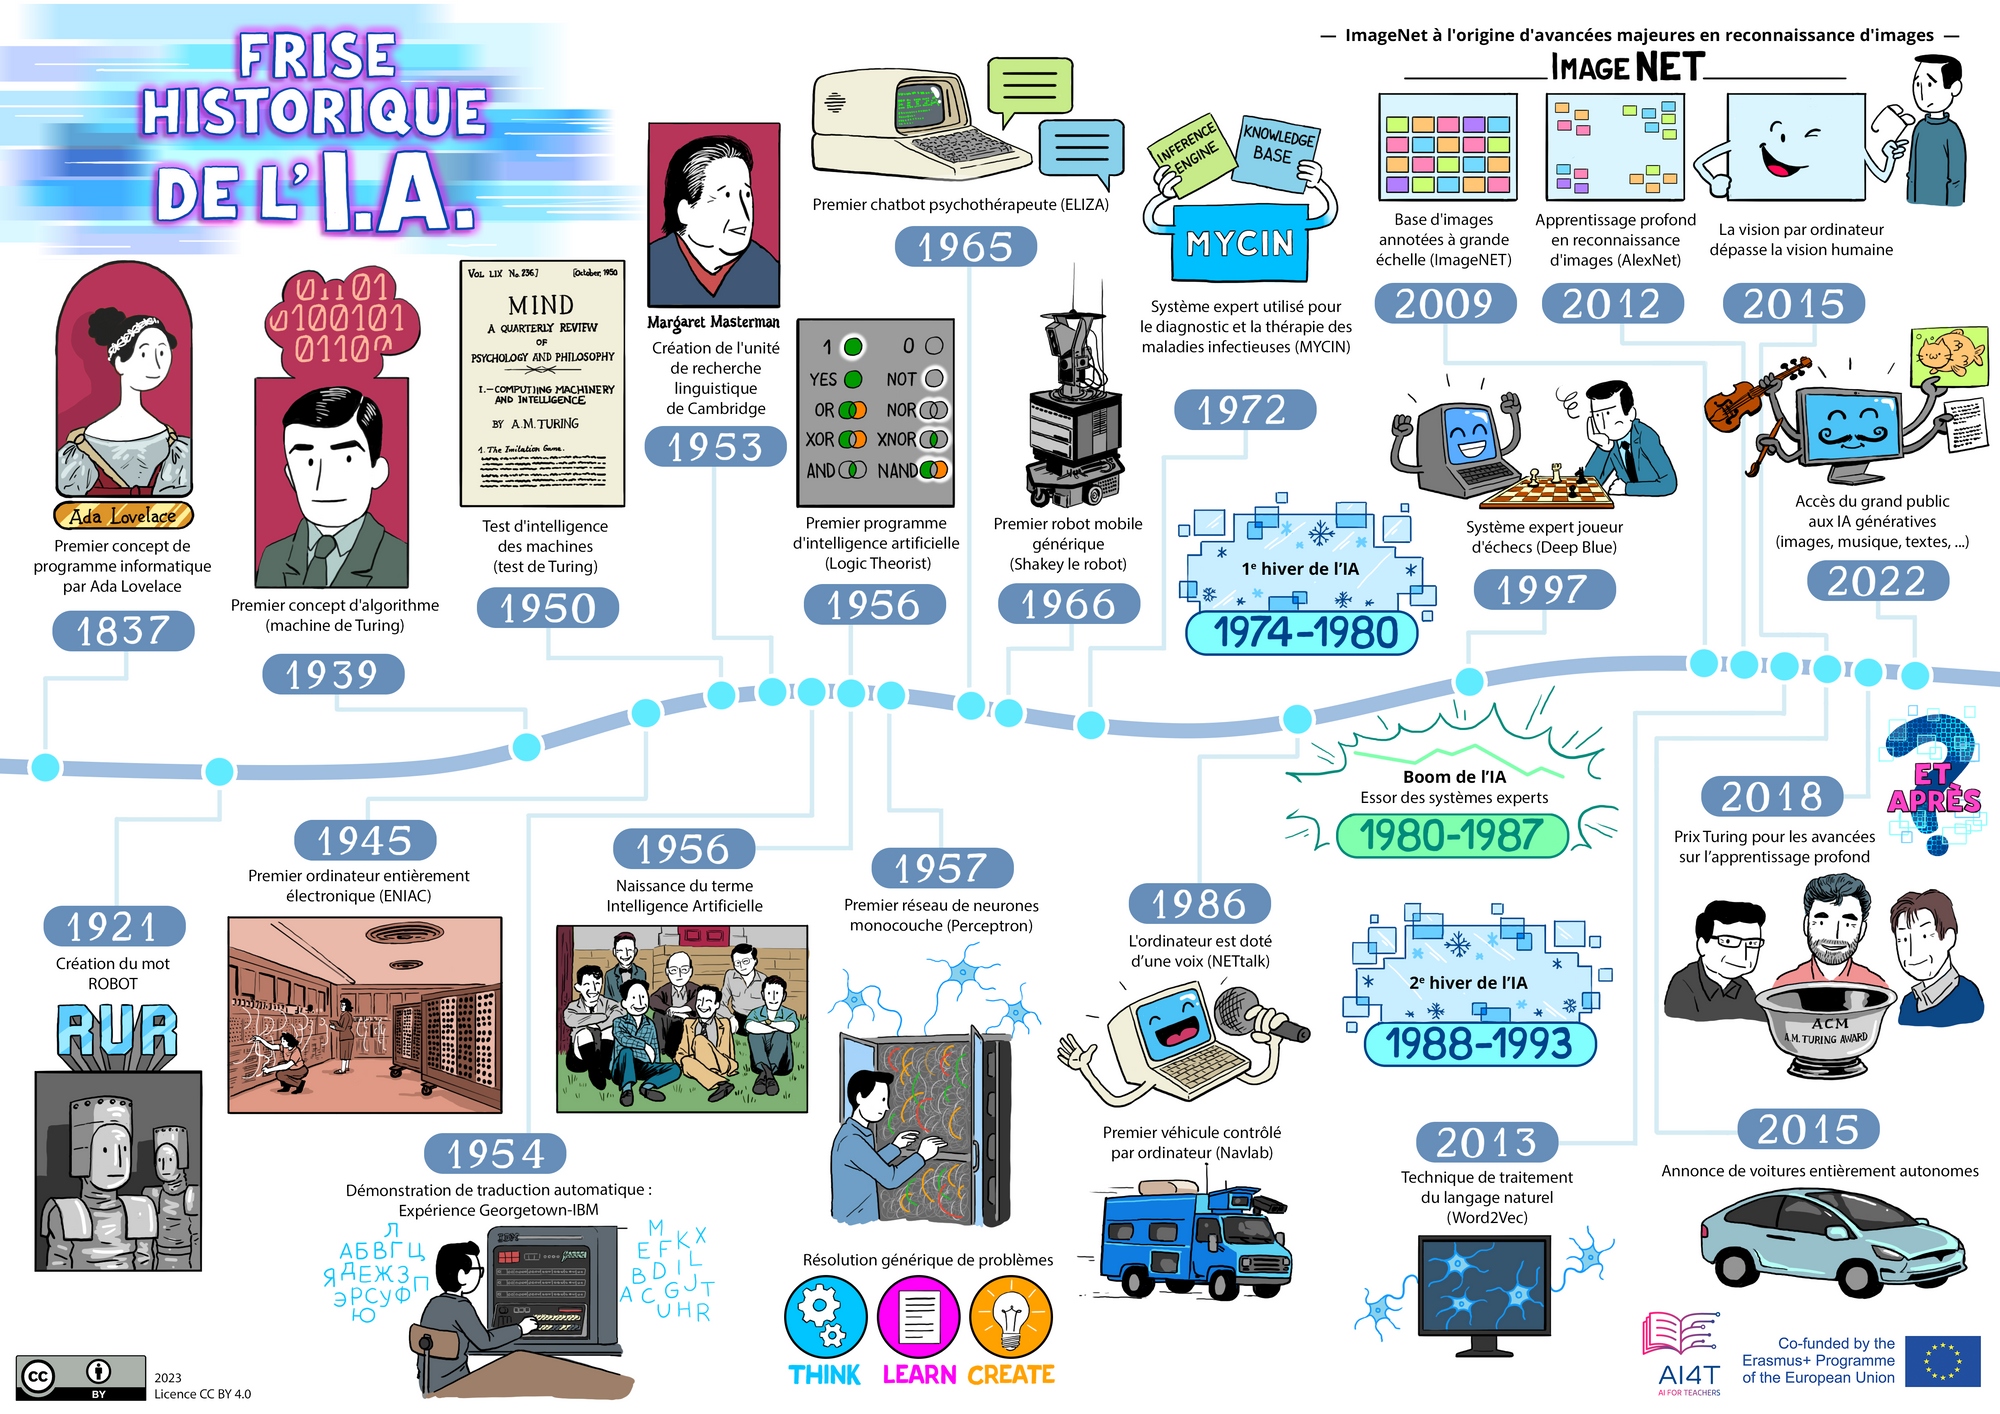 FRISE
HISTORIQUE
DE L'I.A.
Ada Lovelace
Premier concept de
programme informatique
par Ada Lovelace
1837
01101
0100101
01100
Premier concept d'algorithme
(machine de Turing)
1939
VOL LIX No. 236.] [October, 1950
MIND
A QUARTERLY REVIEW
OF
PSYCHOLOGY AND PHILOSOPHY
I.—COMPUTING MACHINERY
AND INTELLIGENCE
BY A.M. TURING
1. The Imitation Game.
Test d'intelligence
des machines
(test de Turing)
1950
Margaret Masterman
Création de l'unité
de recherche
linguistique
de Cambridge
1953
1 0
YES NOT
OR NOR
XOR XNOR
AND NAND
Premier programme
d'intelligence artificielle
(Logic Theorist)
1956
ELIZA
Premier chatbot psychothérapeute (ELIZA)
1965
Premier robot mobile
générique
(Shakey le robot)
1966
INFERENCE
ENGINE
KNOWLEDGE
BASE
MYCIN
Système expert utilisé pour
le diagnostic et la thérapie des
maladies infectieuses (MYCIN)
1972
1e hiver de l'IA
1974-1980
— ImageNet à l'origine d'avancées majeures en reconnaissance d'images —
IMAGENET
Base d'images
annotées à grande
échelle (ImageNET)
2009
Apprentissage profond
en reconnaissance
d'images (AlexNet)
2012
La vision par ordinateur
dépasse la vision humaine
2015
Système expert joueur
d'échecs (Deep Blue)
1997
Accès du grand public
aux IA génératives
(images, musique, textes, ...)
2022
1921
Création du mot
ROBOT
RUR
1945
Premier ordinateur entièrement
électronique (ENIAC)
1954
Démonstration de traduction automatique :
Expérience Georgetown-IBM
Л
АБВГЦ
ЯДЕЖЗП
ЭРСУФ
Ю
IBM
M
EFKX
BDIL
ACGJT
UHR
1956
Naissance du terme
Intelligence Artificielle
1957
Premier réseau de neurones
monocouche (Perceptron)
Résolution générique de problèmes
THINK LEARN CREATE
1986
L'ordinateur est doté
d'une voix (NETtalk)
Premier véhicule contrôlé
par ordinateur (Navlab)
Boom de l'IA
Essor des systèmes experts
1980-1987
2e hiver de l'IA
1988-1993
2013
Technique de traitement
du langage naturel
(Word2Vec)
2018
Prix Turing pour les avancées
sur l'apprentissage profond
ACM
A.M. TURING AWARD
2015
Annonce de voitures entièrement autonomes
ET
APRÈS
?
cc
BY
2023
Licence CC BY 4.0
AI4T
AI FOR TEACHERS
Co-funded by the
Erasmus+ Programme
of the European Union